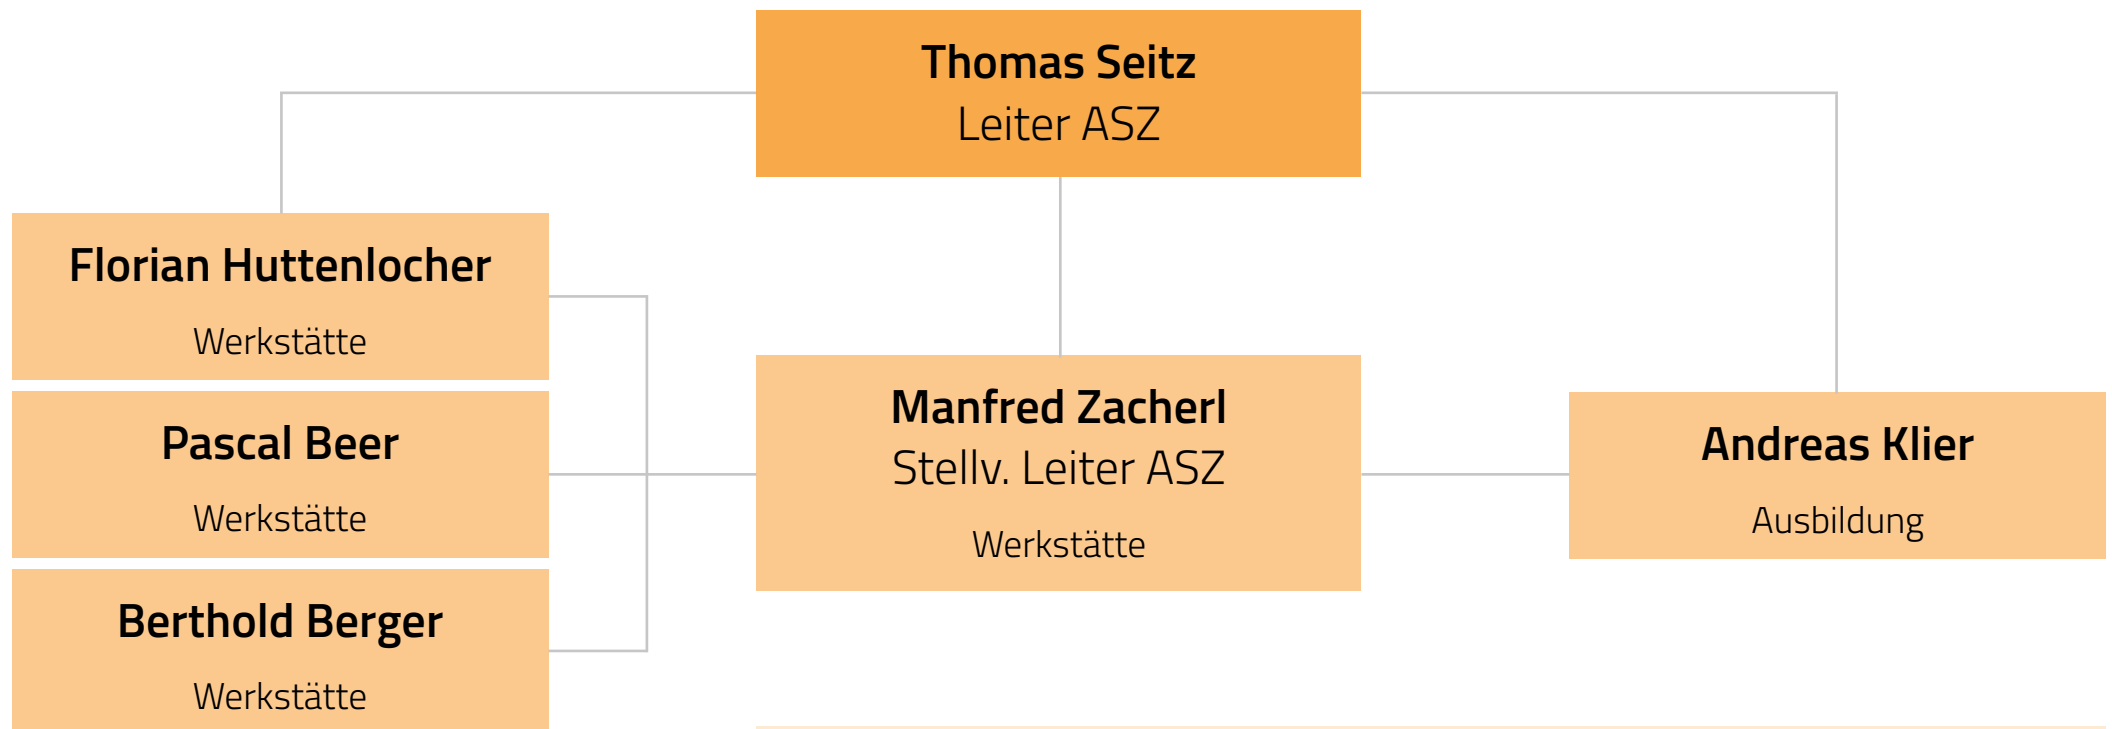 Thomas Seitz
Leiter ASZ
Florian Huttenlocher
Werkstätte
Pascal Beer
Werkstätte
Berthold Berger
Werkstätte
Manfred Zacherl
Stellv. Leiter ASZ
Werkstätte
Andreas Klier
Ausbildung